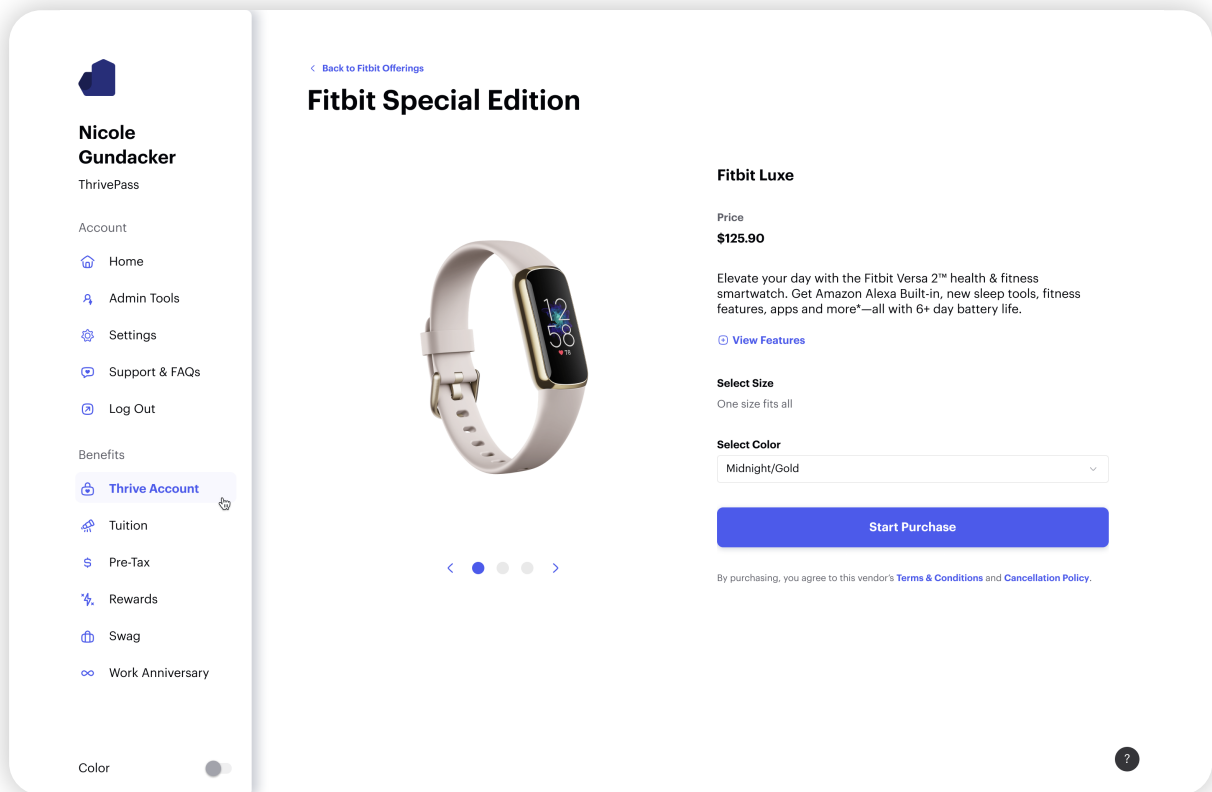 Nicole
Gundacker
ThrivePass
Account
Home
Admin Tools
Settings
Support & FAQs
Log Out
Benefits
Thrive Account
Tuition
Pre-Tax
Rewards
Swag
Work Anniversary
Color
Back to Fitbit Offerings
Fitbit Special Edition
12
58
78
Fitbit Luxe
Price
$125.90
Elevate your day with the Fitbit Versa 2™ health & fitness
smartwatch. Get Amazon Alexa Built-in, new sleep tools, fitness
features, apps and more*—all with 6+ day battery life.
View Features
Select Size
One size fits all
Select Color
Midnight/Gold
Start Purchase
By purchasing, you agree to this vendor's Terms & Conditions and Cancellation Policy.
?